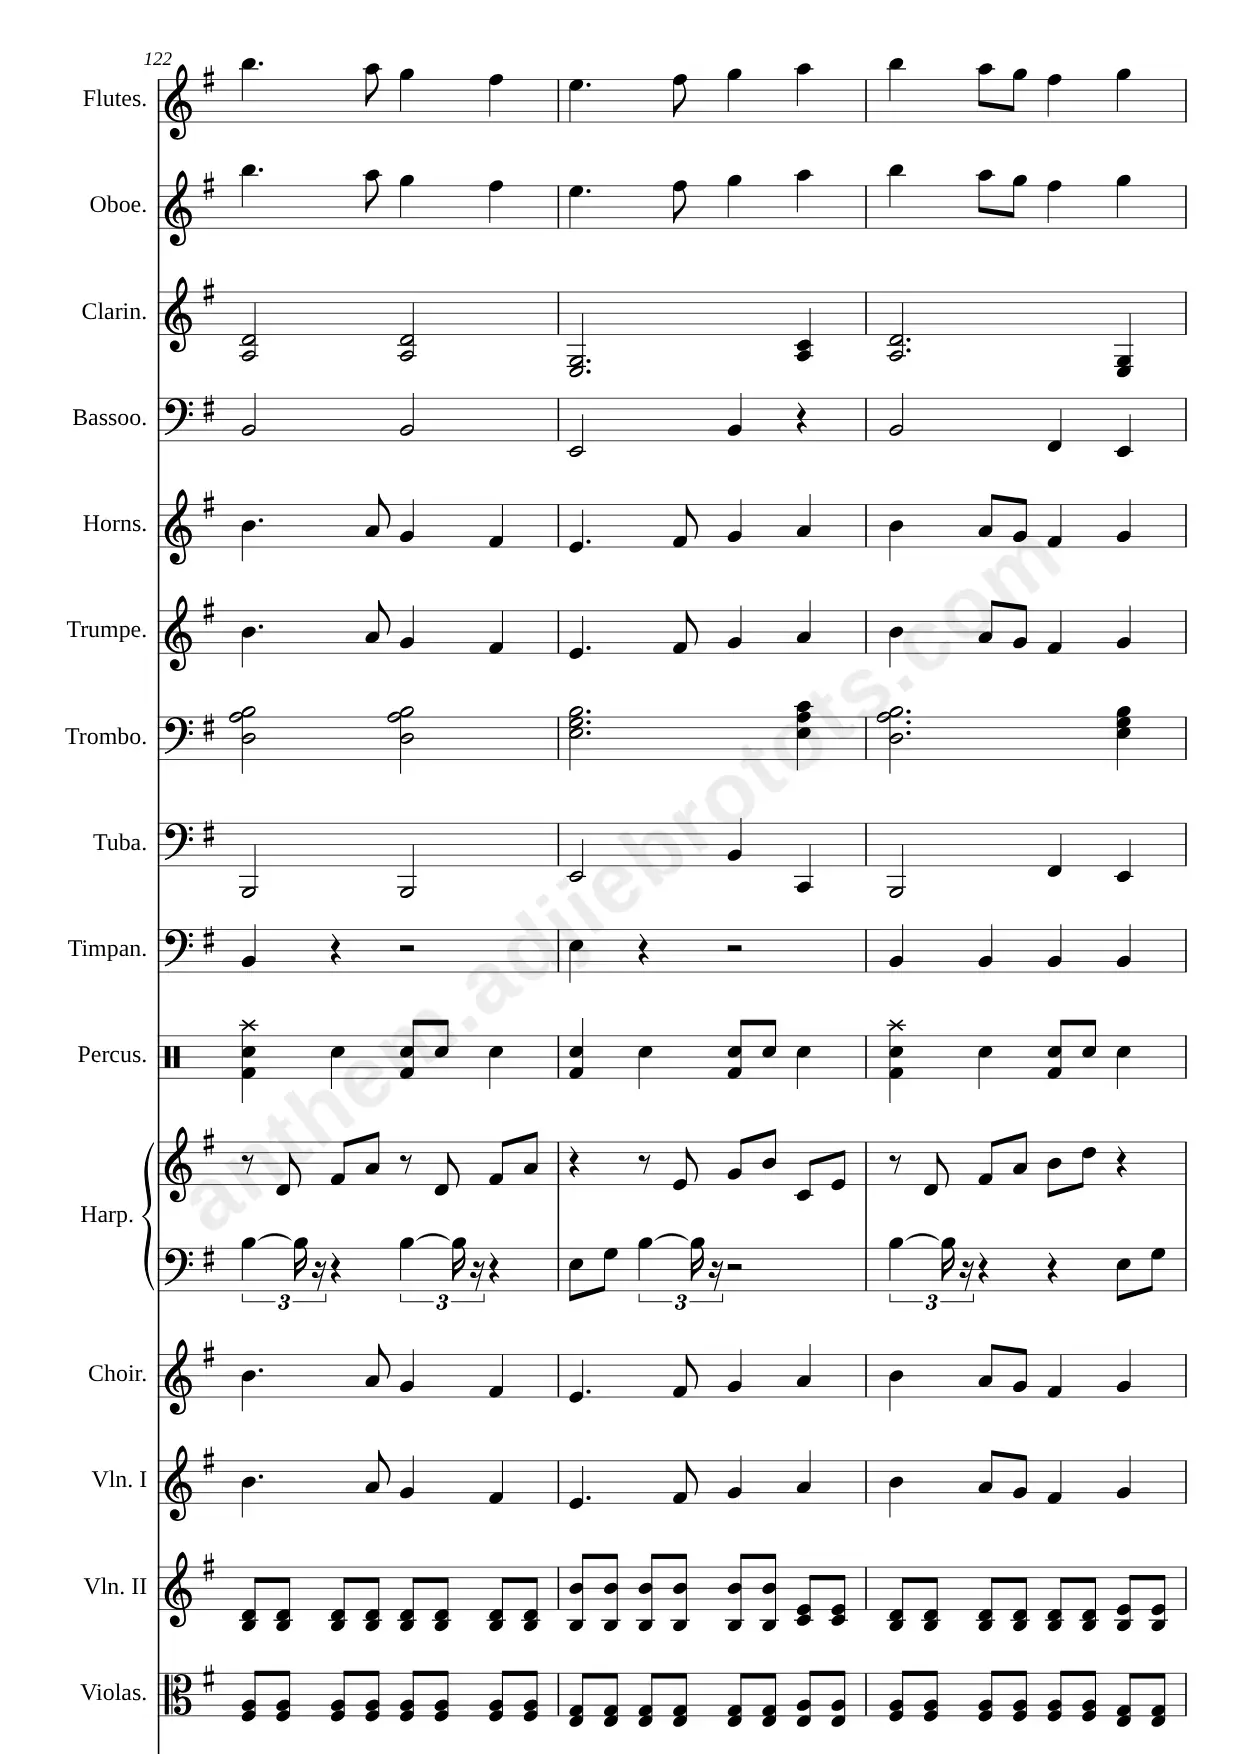 122
Flutes.
Oboe.
Clarin.
Bassoo.
Horns.
Trumpe.
Trombo.
Tuba.
Timpan.
Percus.
Harp.
3 3 3 3
Choir.
Vln. I
Vln. II
Violas.
anthem.adjiebrotots.com